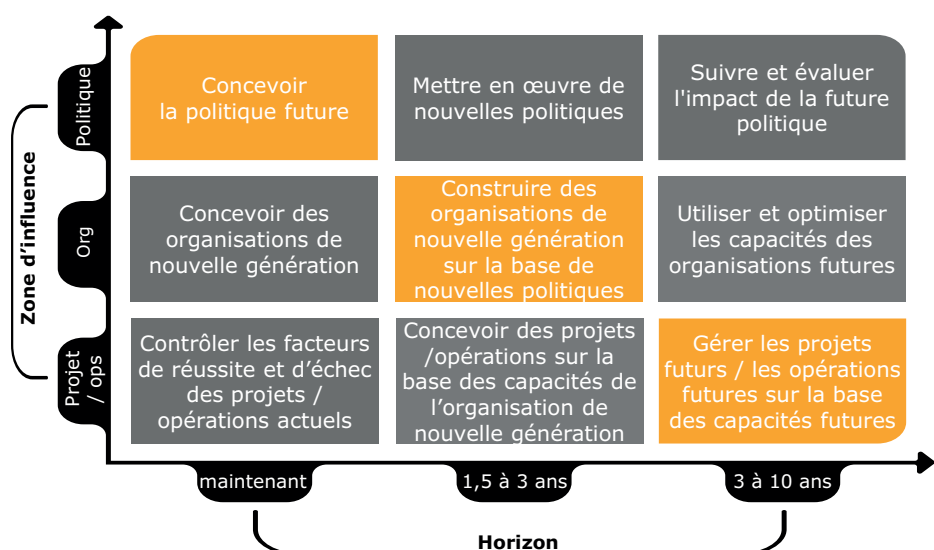 Zone d'influence
Politique
Concevoir
la politique future
Mettre en œuvre de
nouvelles politiques
Suivre et évaluer
l'impact de la future
politique
Org
Concevoir des
organisations de
nouvelle génération
Construire des
organisations de
nouvelle génération
sur la base de
nouvelles politiques
Utiliser et optimiser
les capacités des
organisations futures
Projet
/ ops
Contrôler les facteurs
de réussite et d’échec
des projets /
opérations actuels
Concevoir des projets
/opérations sur la
base des capacités de
l’organisation de
nouvelle génération
Gérer les projets
futurs / les opérations
futures sur la base
des capacités futures
maintenant
1,5 à 3 ans
3 à 10 ans
Horizon